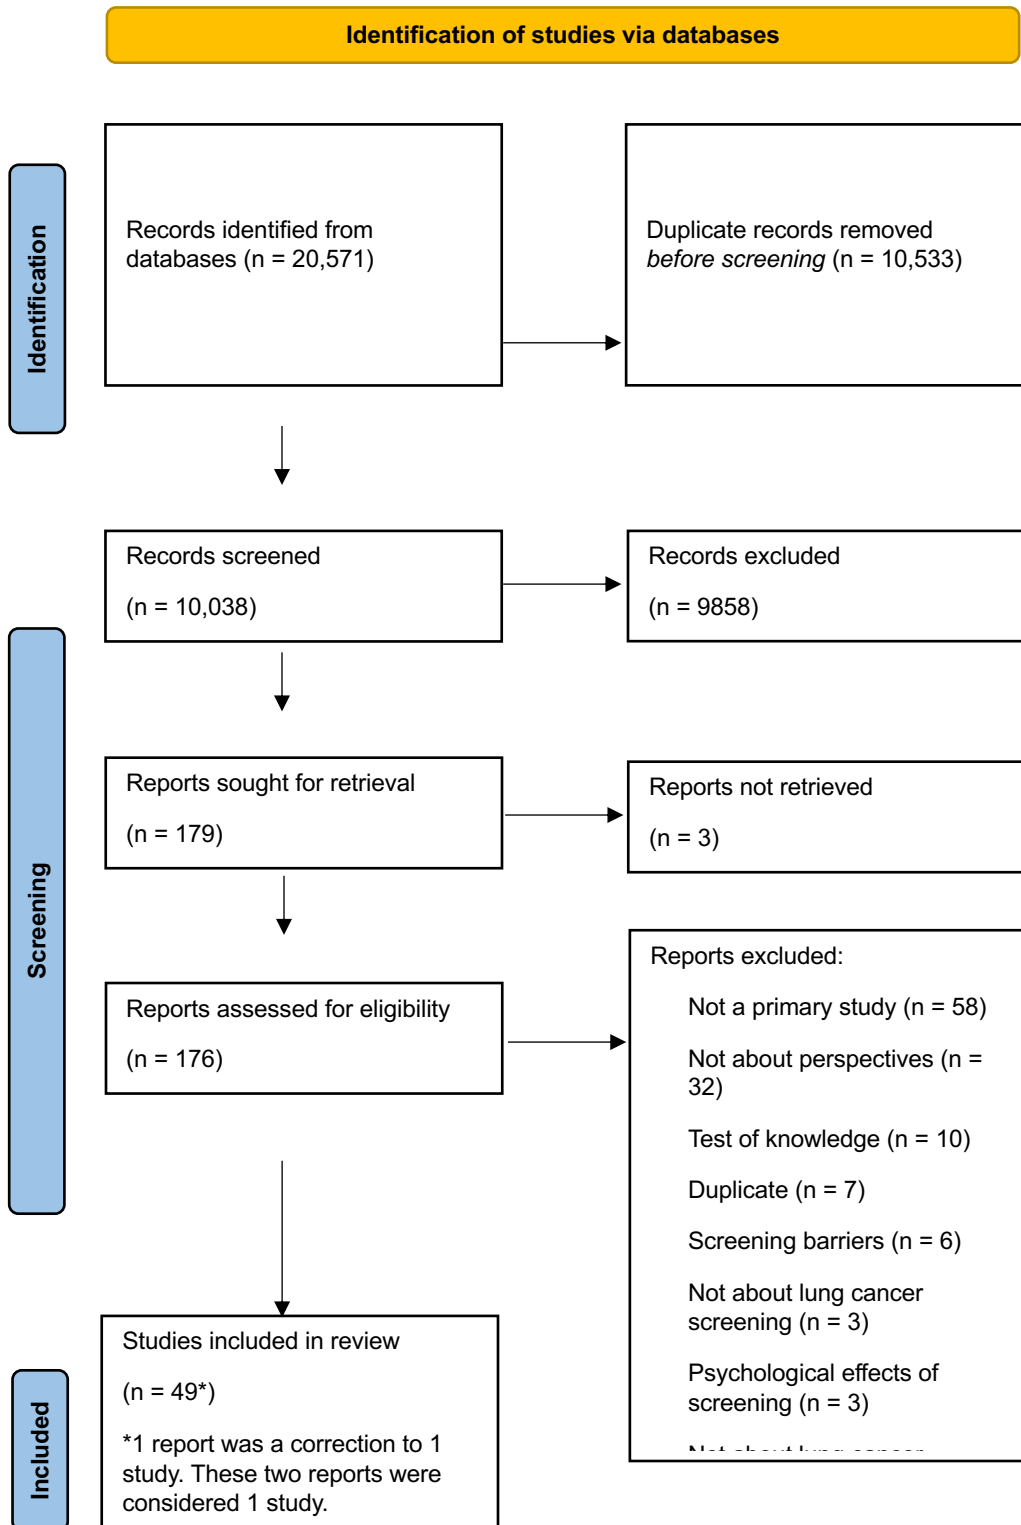 Identification of studies via databases
Identification
Records identified from
databases (n = 20,571)
Duplicate records removed
before screening (n = 10,533)
Screening
Records screened
(n = 10,038)
Records excluded
(n = 9858)
Reports sought for retrieval
(n = 179)
Reports not retrieved
(n = 3)
Reports assessed for eligibility
(n = 176)
Reports excluded:
Not a primary study (n = 58)
Not about perspectives (n =
32)
Test of knowledge (n = 10)
Duplicate (n = 7)
Screening barriers (n = 6)
Not about lung cancer
screening (n = 3)
Psychological effects of
screening (n = 3)
Not about lung cancer
Included
Studies included in review
(n = 49*)
*1 report was a correction to 1
study. These two reports were
considered 1 study.